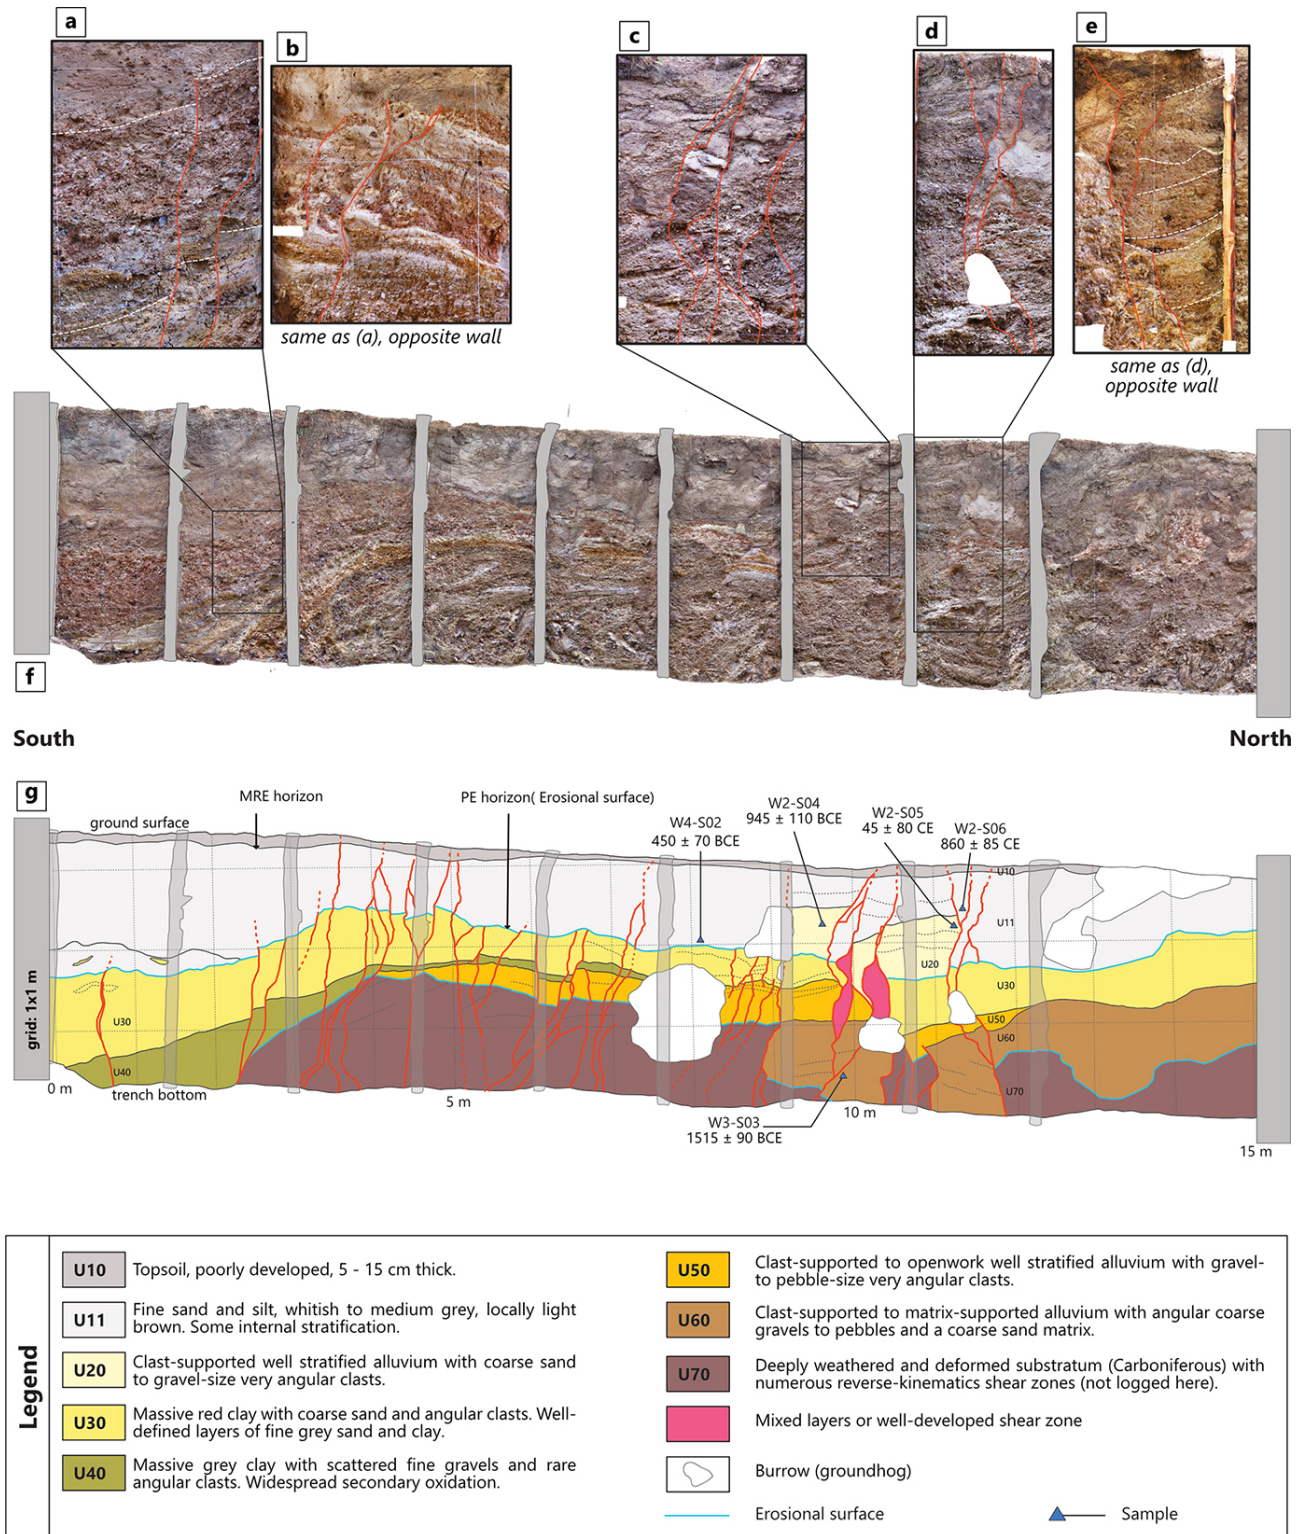 a
b
c
d
e
same as (a), opposite wall
same as (d),
opposite wall
f
South
North
g
MRE horizon
PE horizon( Erosional surface)
ground surface
W4-S02
450 ± 70 BCE
W2-S04
945 ± 110 BCE
W2-S05
45 ± 80 CE
W2-S06
860 ± 85 CE
U10
U11
U20
U30
U50
U60
U70
U30
U40
grid: 1x1 m
0 m
trench bottom
5 m
10 m
W3-S03
1515 ± 90 BCE
15 m
Legend
U10
Topsoil, poorly developed, 5 - 15 cm thick.
U11
Fine sand and silt, whitish to medium grey, locally light
brown. Some internal stratification.
U20
Clast-supported well stratified alluvium with coarse sand
to gravel-size very angular clasts.
U30
Massive red clay with coarse sand and angular clasts. Well-
defined layers of fine grey sand and clay.
U40
Massive grey clay with scattered fine gravels and rare
angular clasts. Widespread secondary oxidation.
U50
Clast-supported to openwork well stratified alluvium with gravel-
to pebble-size very angular clasts.
U60
Clast-supported to matrix-supported alluvium with angular coarse
gravels to pebbles and a coarse sand matrix.
U70
Deeply weathered and deformed substratum (Carboniferous) with
numerous reverse-kinematics shear zones (not logged here).
Mixed layers or well-developed shear zone
Burrow (groundhog)
Erosional surface
Sample